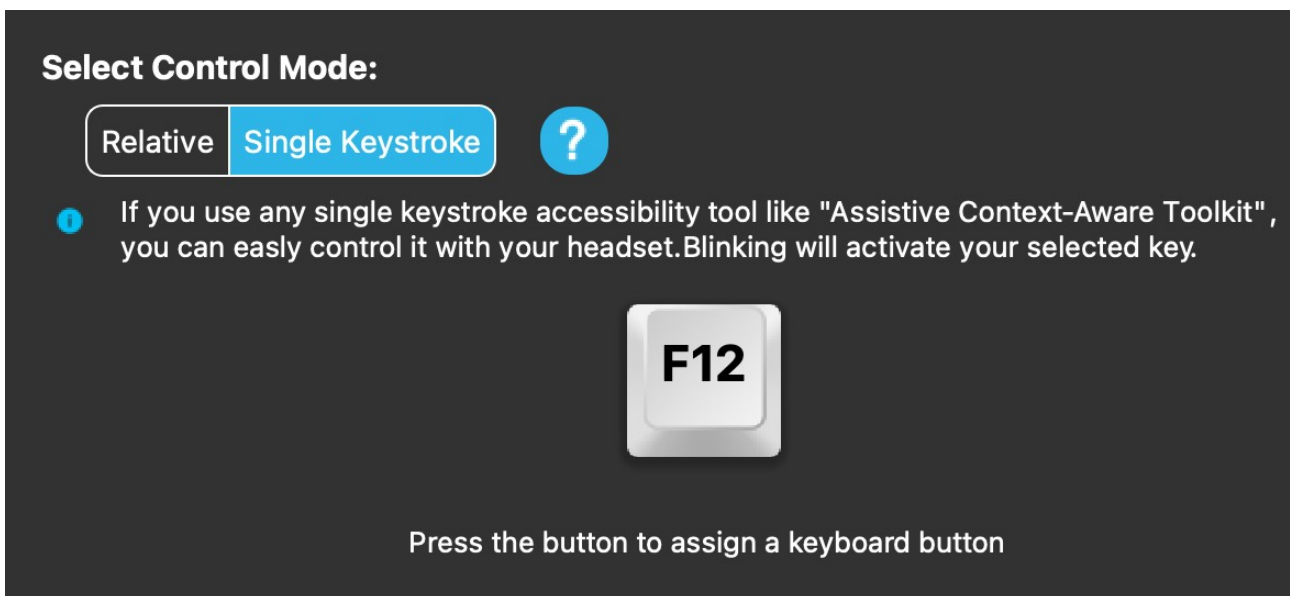 Select Control Mode:
Relative Single Keystroke ?
If you use any single keystroke accessibility tool like "Assistive Context-Aware Toolkit",
you can easly control it with your headset.Blinking will activate your selected key.
F12
Press the button to assign a keyboard button